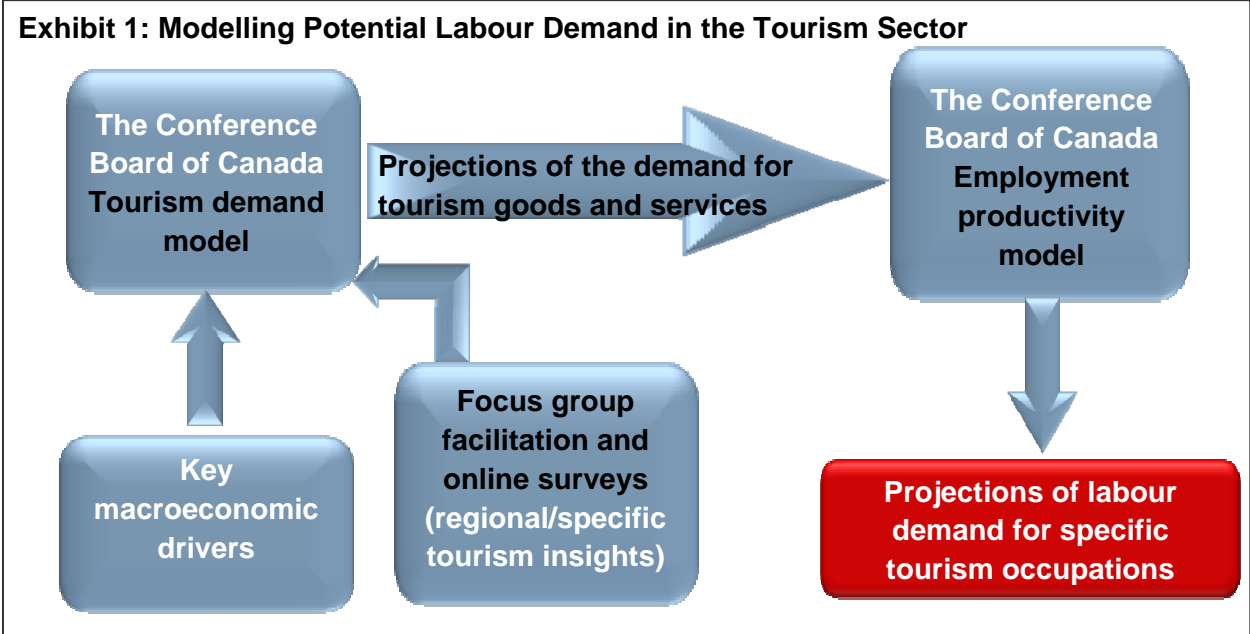 Exhibit 1: Modelling Potential Labour Demand in the Tourism Sector
The Conference
Board of Canada
Tourism demand
model
Projections of the demand for
tourism goods and services
The Conference
Board of Canada
Employment
productivity
model
Key
macroeconomic
drivers
Focus group
facilitation and
online surveys
(regional/specific
tourism insights)
Projections of labour
demand for specific
tourism occupations